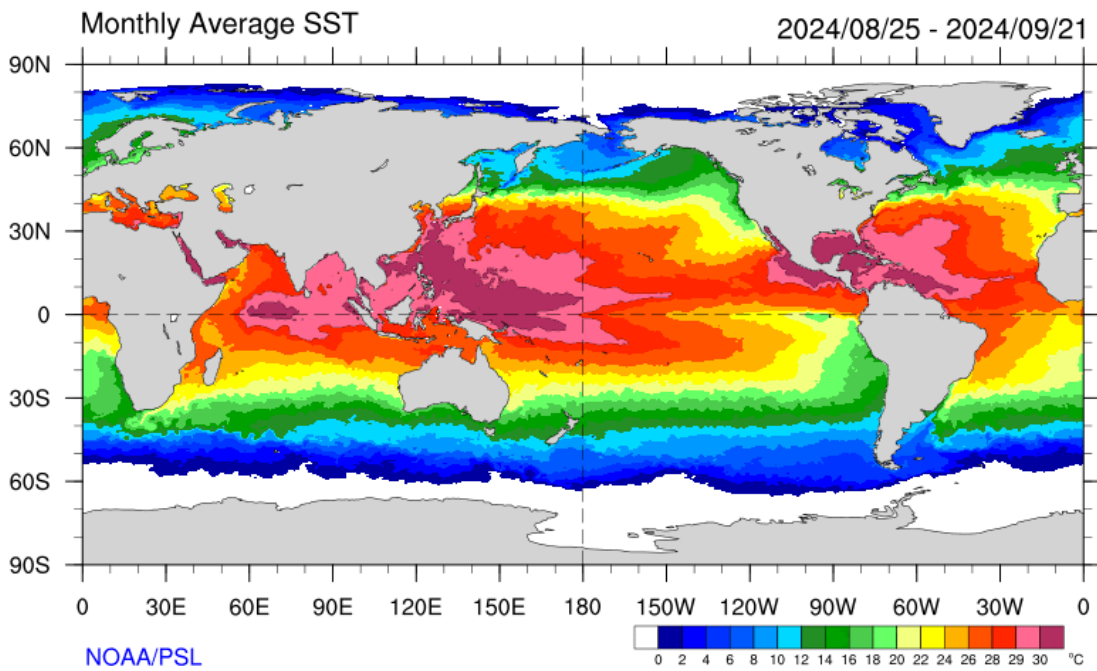 Monthly Average SST 2024/08/25 - 2024/09/21
90N
60N
30N
0
30S
60S
90S
0 30E 60E 90E 120E 150E 180 150W 120W 90W 60W 30W 0
NOAA/PSL
0 2 4 6 8 10 12 14 16 18 20 22 24 26 28 29 30 °C